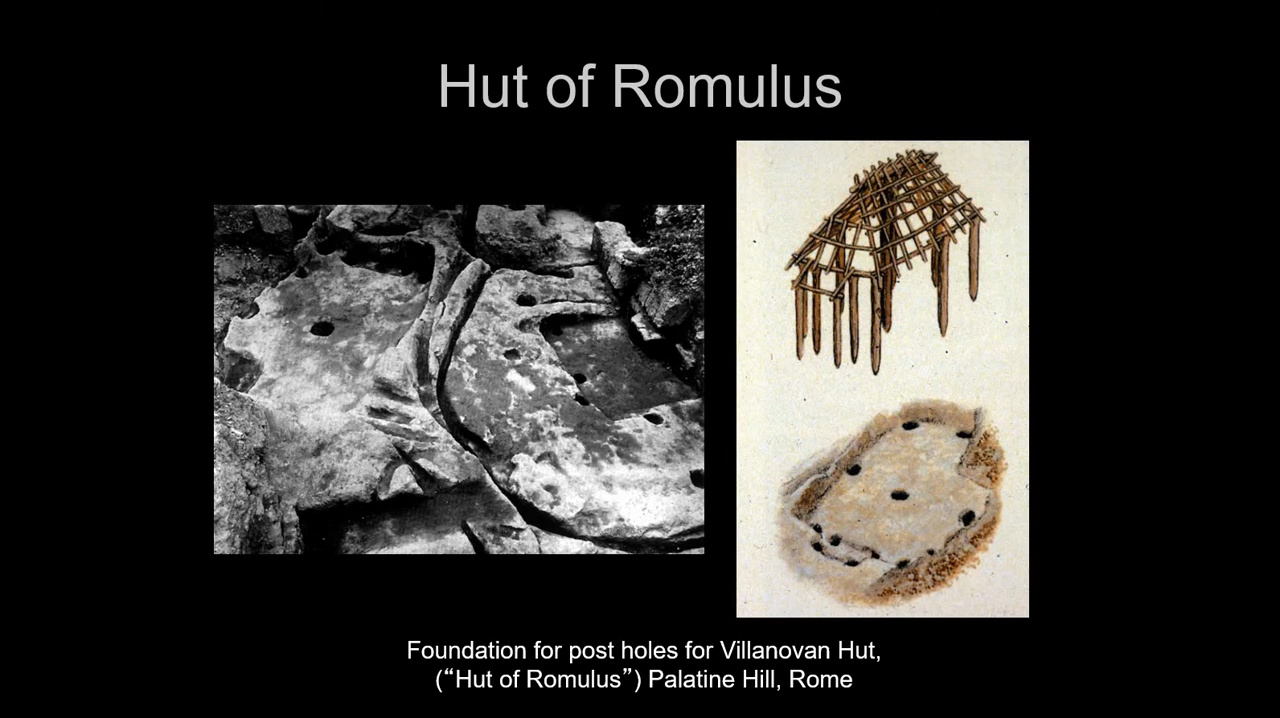 Hut of Romulus
Foundation for post holes for Villanovan Hut,
(“Hut of Romulus”) Palatine Hill, Rome